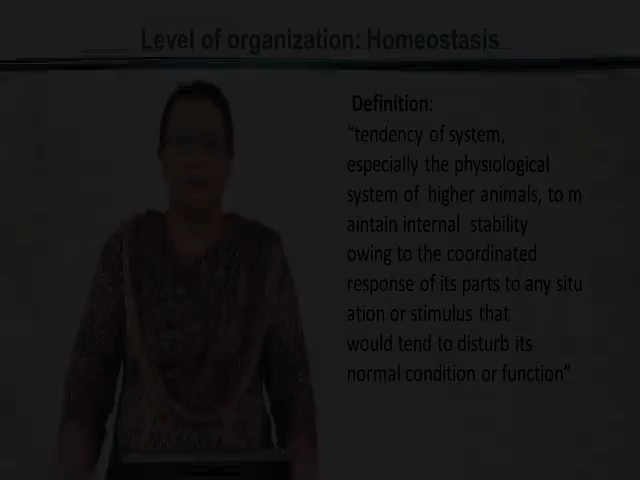 Level of organization: Homeostasis
Definition:
“tendency of system,
especially the physiological
system of higher animals, to m
aintain internal stability
owing to the coordinated
response of its parts to any situ
ation or stimulus that
would tend to disturb its
normal condition or function”